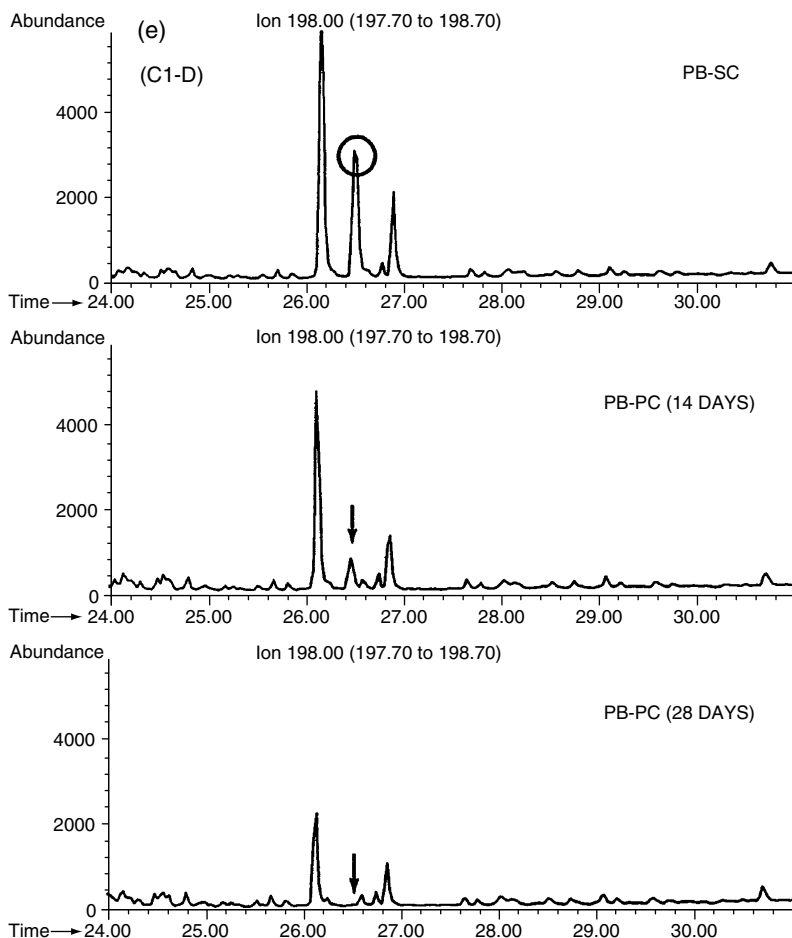 Abundance
(e)
Ion 198.00 (197.70 to 198.70)
(C1-D)
PB-SC
4000
2000
0
Time
24.00 25.00 26.00 27.00 28.00 29.00 30.00
Abundance
Ion 198.00 (197.70 to 198.70)
PB-PC (14 DAYS)
4000
2000
0
Time
24.00 25.00 26.00 27.00 28.00 29.00 30.00
Abundance
Ion 198.00 (197.70 to 198.70)
PB-PC (28 DAYS)
4000
2000
0
Time
24.00 25.00 26.00 27.00 28.00 29.00 30.00